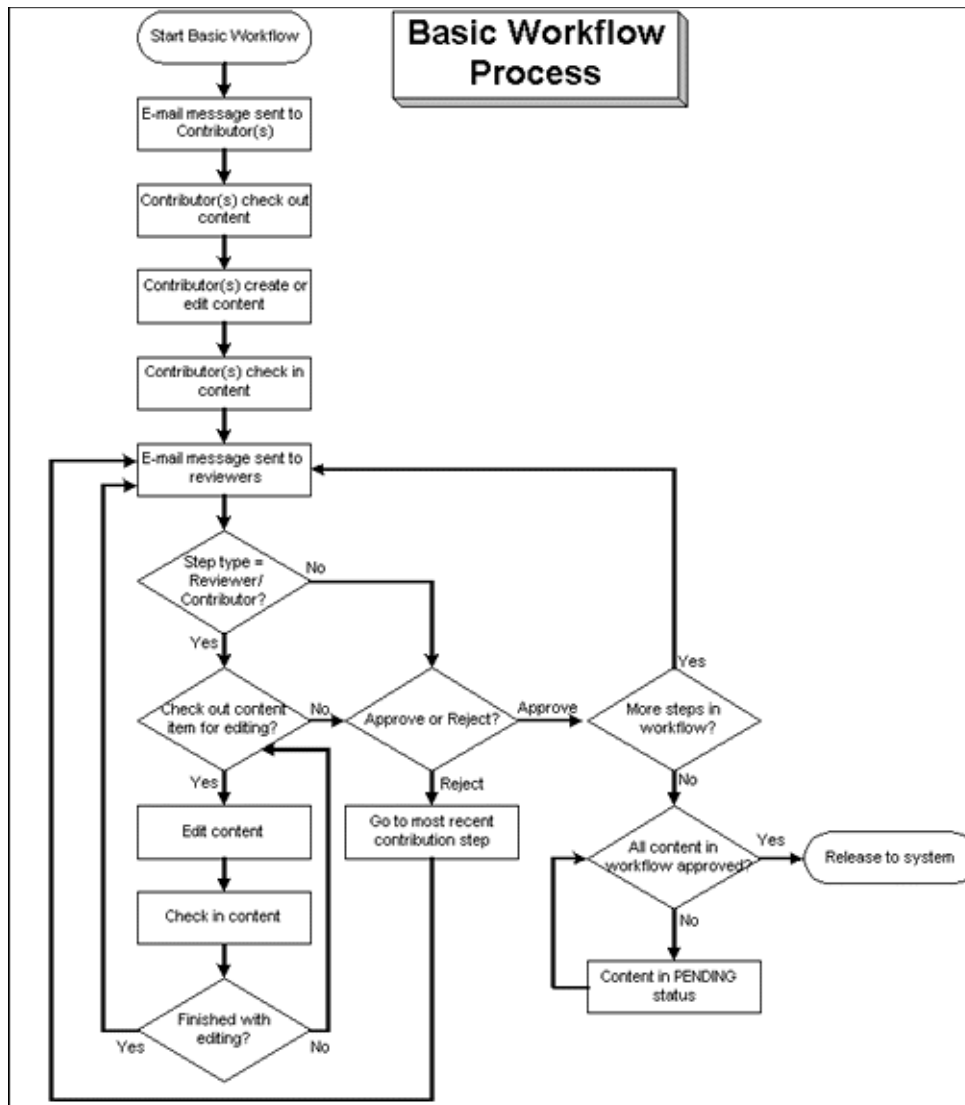 Start Basic Workflow
Basic Workflow
Process
E-mail message sent to
Contributor(s)
Contributor(s) check out
content
Contributor(s) create or
edit content
Contributor(s) check in
content
E-mail message sent to
reviewers
Step type =
Reviewer/
Contributor?
No
Yes
Check out content
item for editing?
No
Approve or Reject?
Approve
More steps in
workflow?
Yes
Yes
Reject
No
Edit content
Go to most recent
contribution step
All content in
workflow approved?
Yes
Release to
system
Check in content
No
Content in PENDING
status
Finished with
editing?
Yes
No